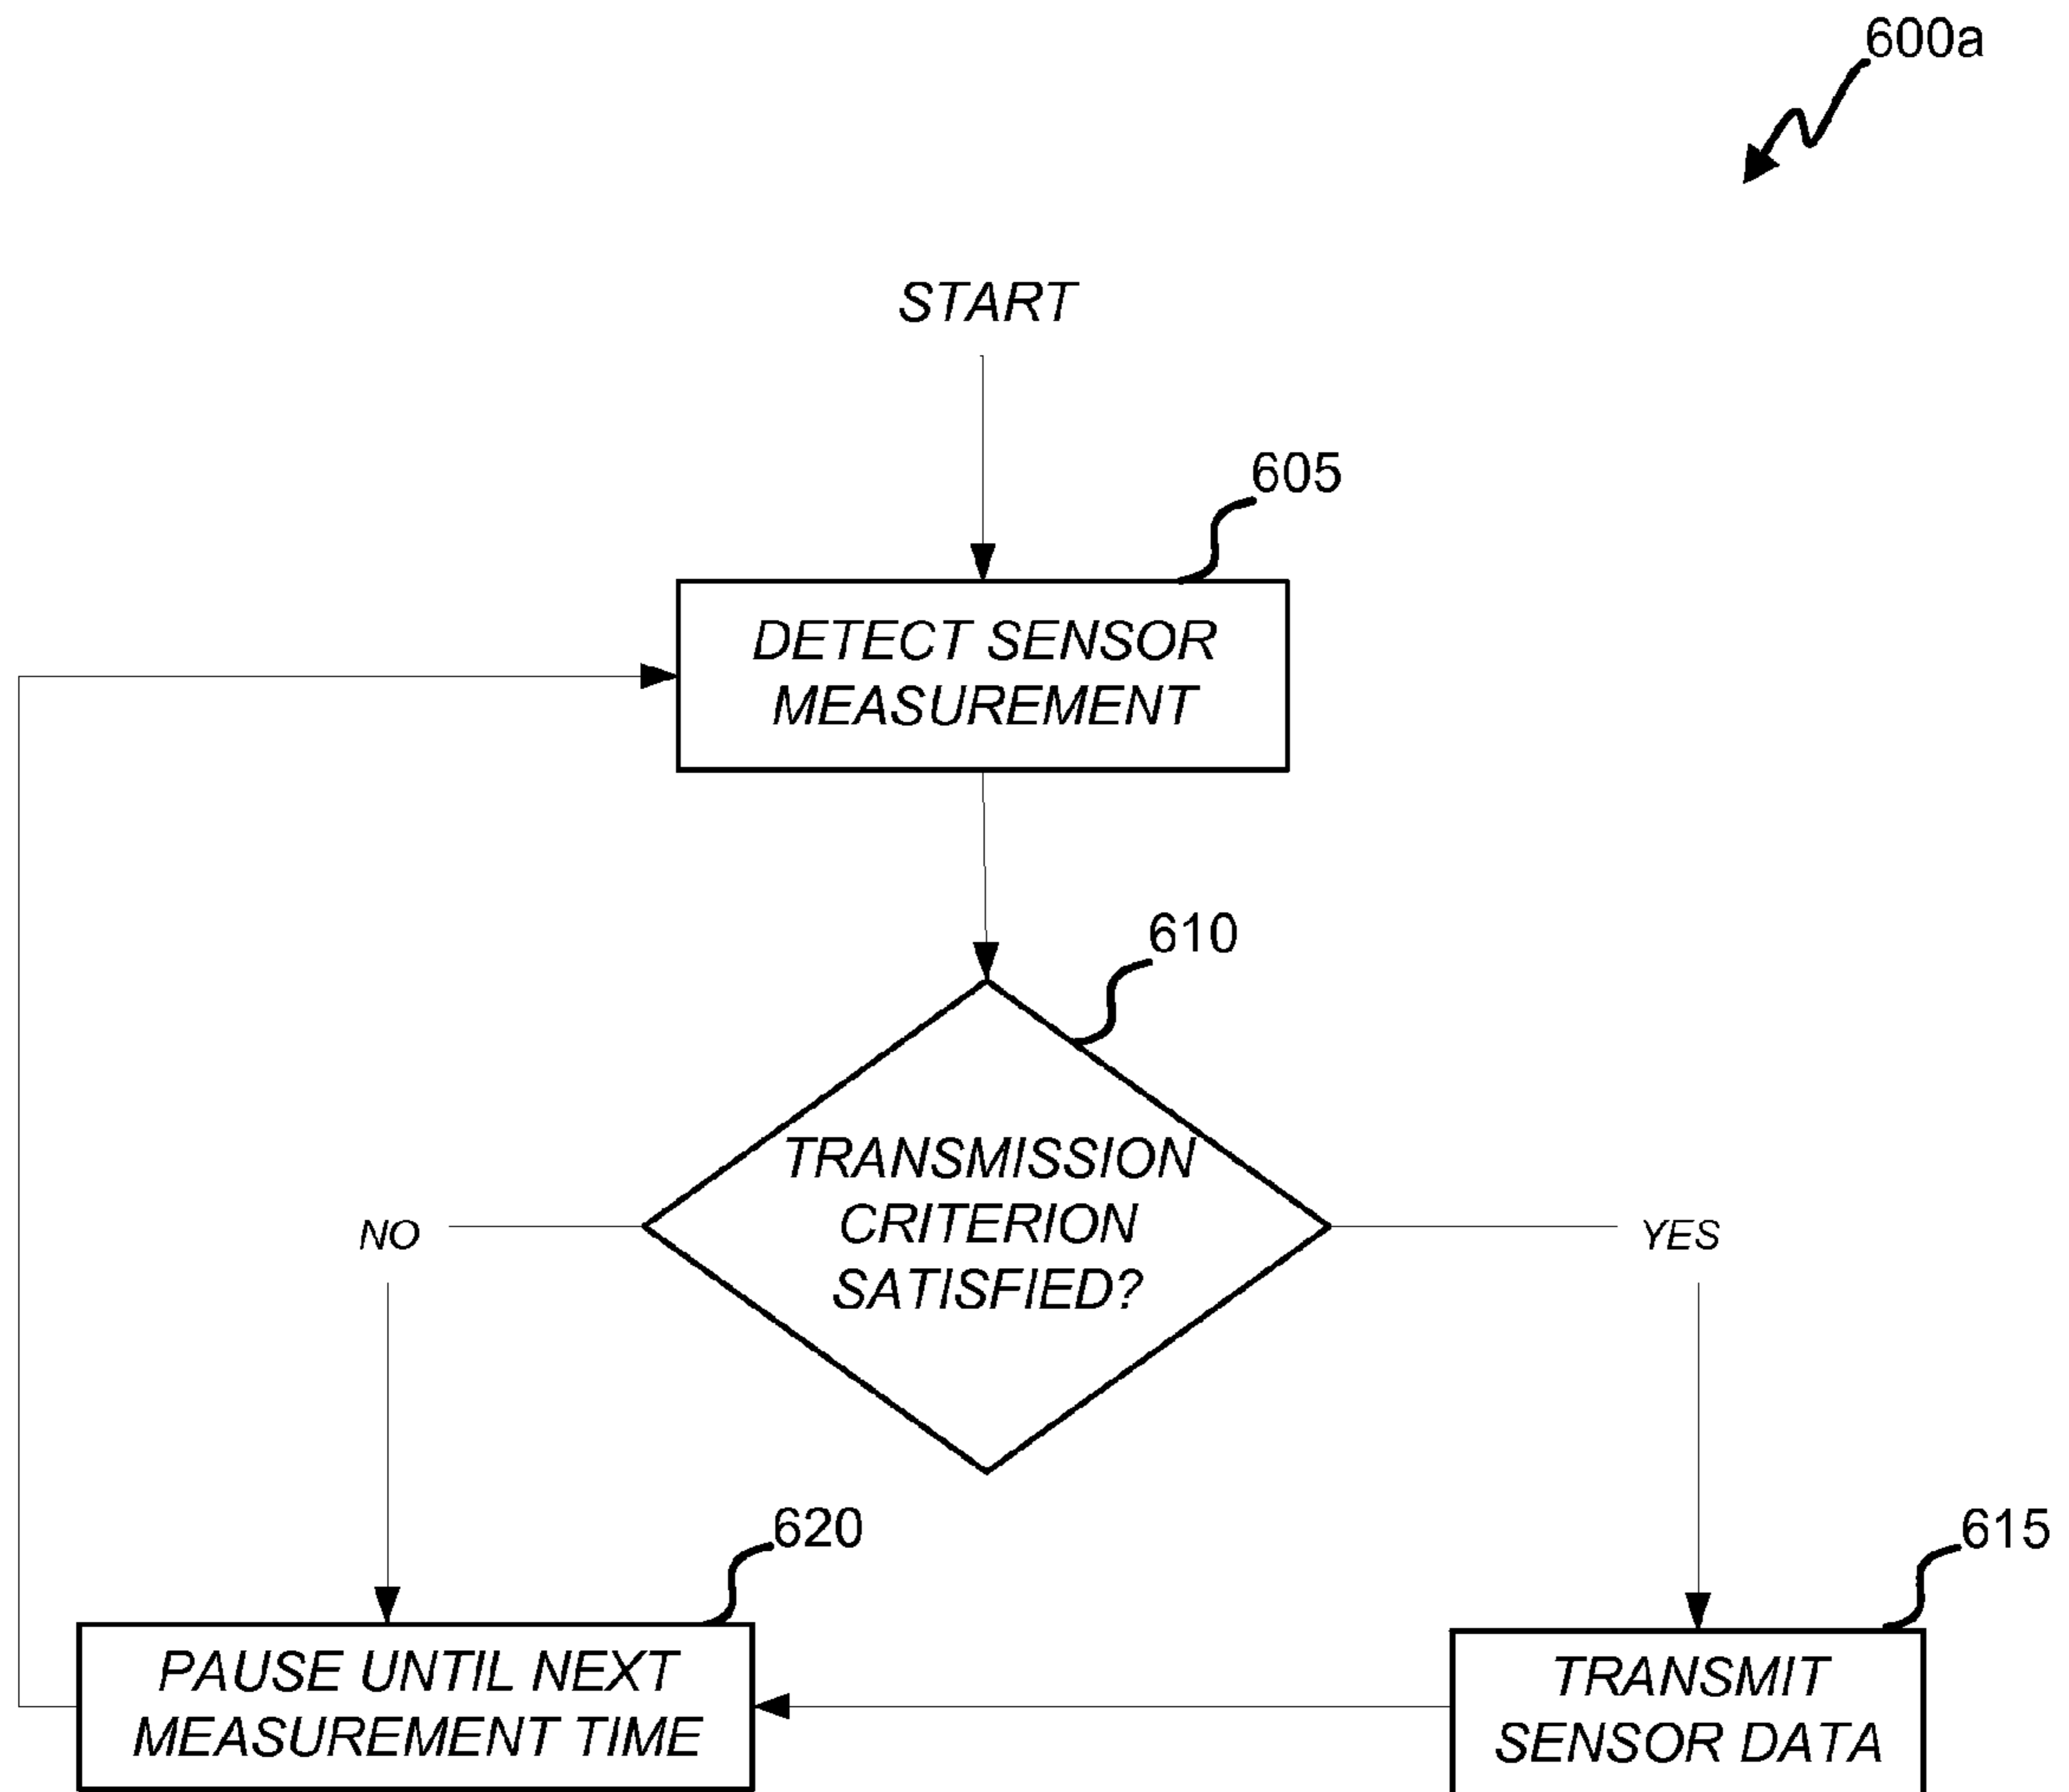 600a
START
605
DETECT SENSOR
MEASUREMENT
610
TRANSMISSION
CRITERION
SATISFIED?
NO
YES
620
615
PAUSE UNTIL NEXT
MEASUREMENT TIME
TRANSMIT
SENSOR DATA